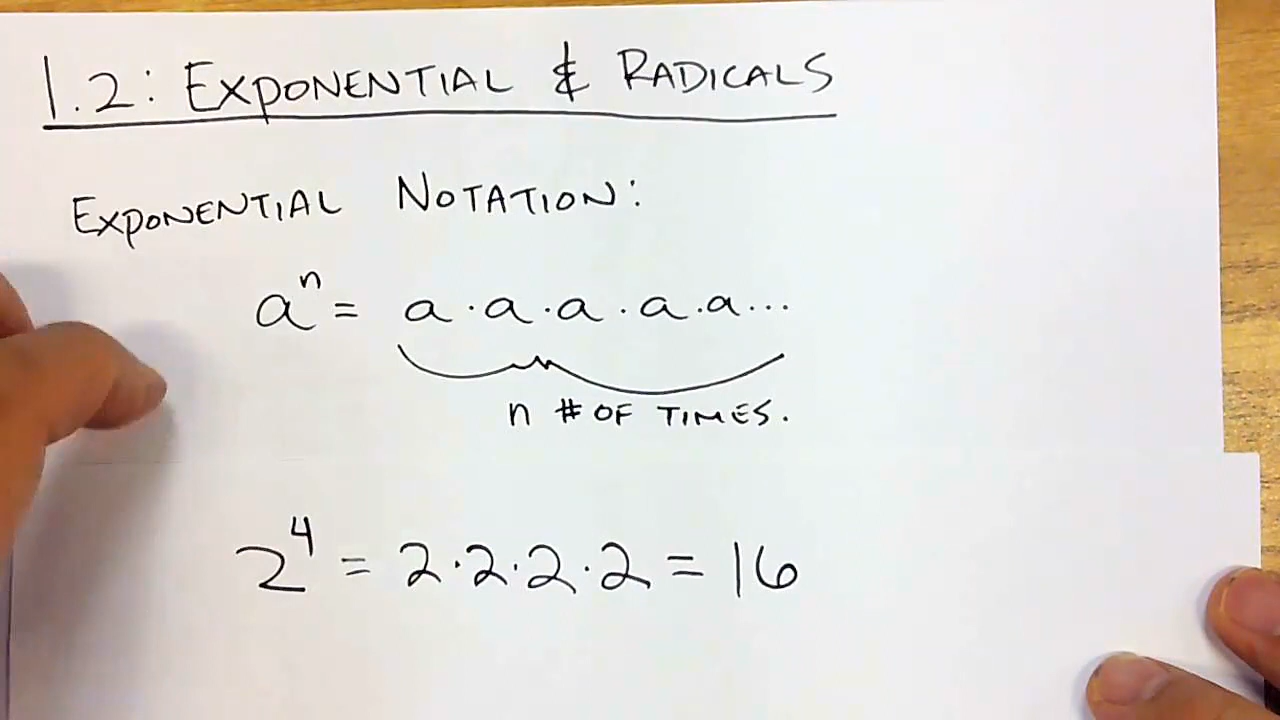 1.2: EXPONENTIAL & RADICALS
EXPONENTIAL NOTATION:
aⁿ = a · a · a · a · a ...
n # OF TIMES.
2⁴ = 2 · 2 · 2 · 2 = 16